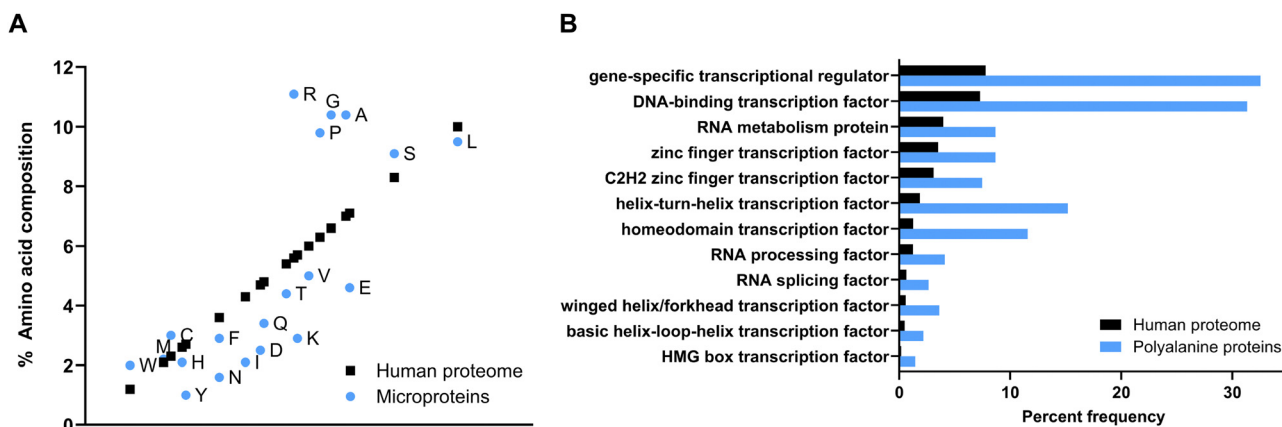 A
% Amino acid composition
12
10
8
6
4
2
0
R
G
A
P
S
L
V
E
T
Q
K
C
F
M
W
H
D
I
N
Y
Human proteome
Microproteins
B
gene-specific transcriptional regulator
DNA-binding transcription factor
RNA metabolism protein
zinc finger transcription factor
C2H2 zinc finger transcription factor
helix-turn-helix transcription factor
homeodomain transcription factor
RNA processing factor
RNA splicing factor
winged helix/forkhead transcription factor
basic helix-loop-helix transcription factor
HMG box transcription factor
Human proteome
Polyalanine proteins
0 10 20 30
Percent frequency